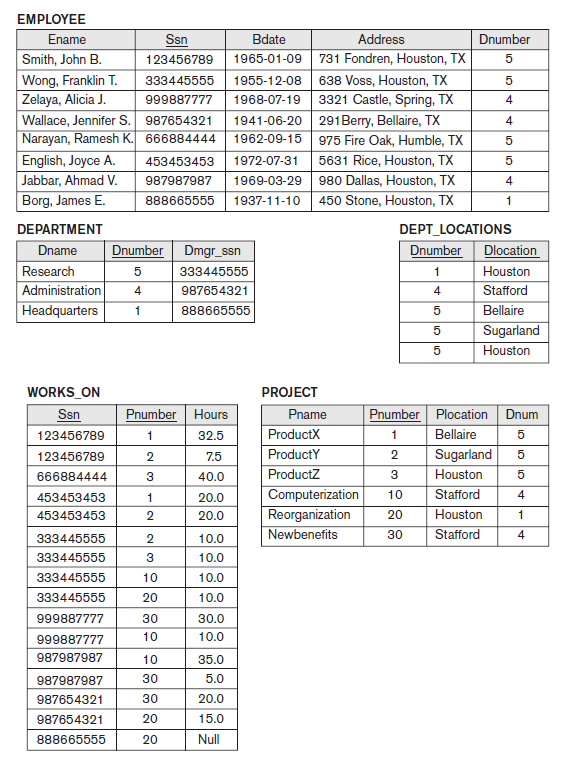 EMPLOYEE
Ename Ssn Bdate Address Dnumber
Smith, John B. 123456789 1965-01-09 731 Fondren, Houston, TX 5
Wong, Franklin T. 333445555 1955-12-08 638 Voss, Houston, TX 5
Zelaya, Alicia J. 999887777 1968-07-19 3321 Castle, Spring, TX 4
Wallace, Jennifer S. 987654321 1941-06-20 291Berry, Bellaire, TX 4
Narayan, Ramesh K. 666884444 1962-09-15 975 Fire Oak, Humble, TX 5
English, Joyce A. 453453453 1972-07-31 5631 Rice, Houston, TX 5
Jabbar, Ahmad V. 987987987 1969-03-29 980 Dallas, Houston, TX 4
Borg, James E. 888665555 1937-11-10 450 Stone, Houston, TX 1
DEPARTMENT
Dname Dnumber Dmgr_ssn
Research 5 333445555
Administration 4 987654321
Headquarters 1 888665555
DEPT_LOCATIONS
Dnumber Dlocation
1 Houston
4 Stafford
5 Bellaire
5 Sugarland
5 Houston
WORKS_ON
Ssn Pnumber Hours
123456789 1 32.5
123456789 2 7.5
666884444 3 40.0
453453453 1 20.0
453453453 2 20.0
333445555 2 10.0
333445555 3 10.0
333445555 10 10.0
333445555 20 10.0
999887777 30 30.0
999887777 10 10.0
987987987 10 35.0
987987987 30 5.0
987654321 30 20.0
987654321 20 15.0
888665555 20 Null
PROJECT
Pname Pnumber Plocation Dnum
ProductX 1 Bellaire 5
ProductY 2 Sugarland 5
ProductZ 3 Houston 5
Computerization 10 Stafford 4
Reorganization 20 Houston 1
Newbenefits 30 Stafford 4